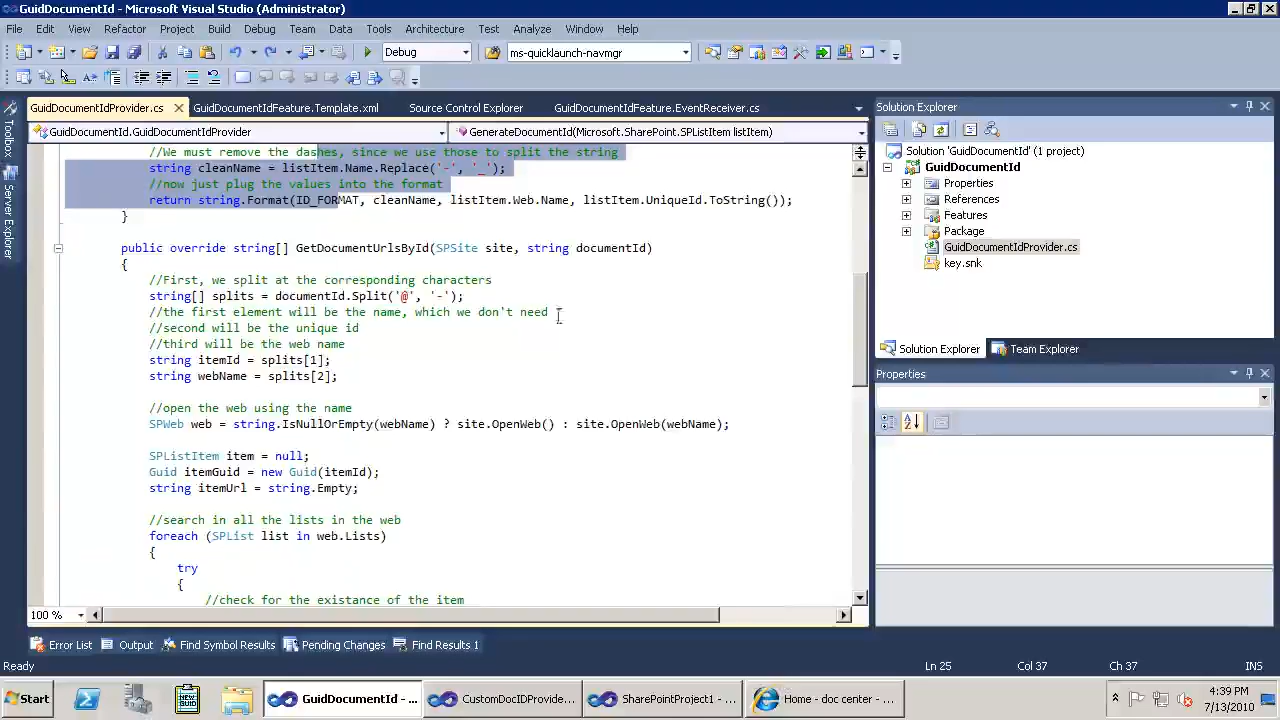 GuidDocumentId - Microsoft Visual Studio (Administrator)
File Edit View Refactor Project Build Debug Team Data Tools Architecture Test Analyze Window Help
Debug ms-quicklaunch-navmgr
GuidDocumentIdProvider.cs GuidDocumentIdFeature.Template.xml Source Control Explorer GuidDocumentIdFeature.EventReceiver.cs
GuidDocumentId.GuidDocumentIdProvider GenerateDocumentId(Microsoft.SharePoint.SPListItem listItem)
//We must remove the dashes, since we use those to split the string
string cleanName = listItem.Name.Replace('-', '_');
//now just plug the values into the format
return string.Format(ID_FORMAT, cleanName, listItem.Web.Name, listItem.UniqueId.ToString());
}
public override string[] GetDocumentUrlsById(SPSite site, string documentId)
{
//First, we split at the corresponding characters
string[] splits = documentId.Split('@', '-');
//the first element will be the name, which we don't need
//second will be the unique id
//third will be the web name
string itemId = splits[1];
string webName = splits[2];
//open the web using the name
SPWeb web = string.IsNullOrEmpty(webName) ? site.OpenWeb() : site.OpenWeb(webName);
SPListItem item = null;
Guid itemGuid = new Guid(itemId);
string itemUrl = string.Empty;
//search in all the lists in the web
foreach (SPList list in web.Lists)
{
try
{
//check for the existance of the item
100 %
Toolbox
Server Explorer
Solution Explorer
Solution 'GuidDocumentId' (1 project)
GuidDocumentId
Properties
References
Features
Package
GuidDocumentIdProvider.cs
key.snk
Solution Explorer Team Explorer
Properties
Error List Output Find Symbol Results Pending Changes Find Results 1
Ready Ln 25 Col 37 Ch 37 INS
Start GuidDocumentId - ... CustomDocIDProvide... SharePointProject1 - ... Home - doc center - ...
4:39 PM
7/13/2010